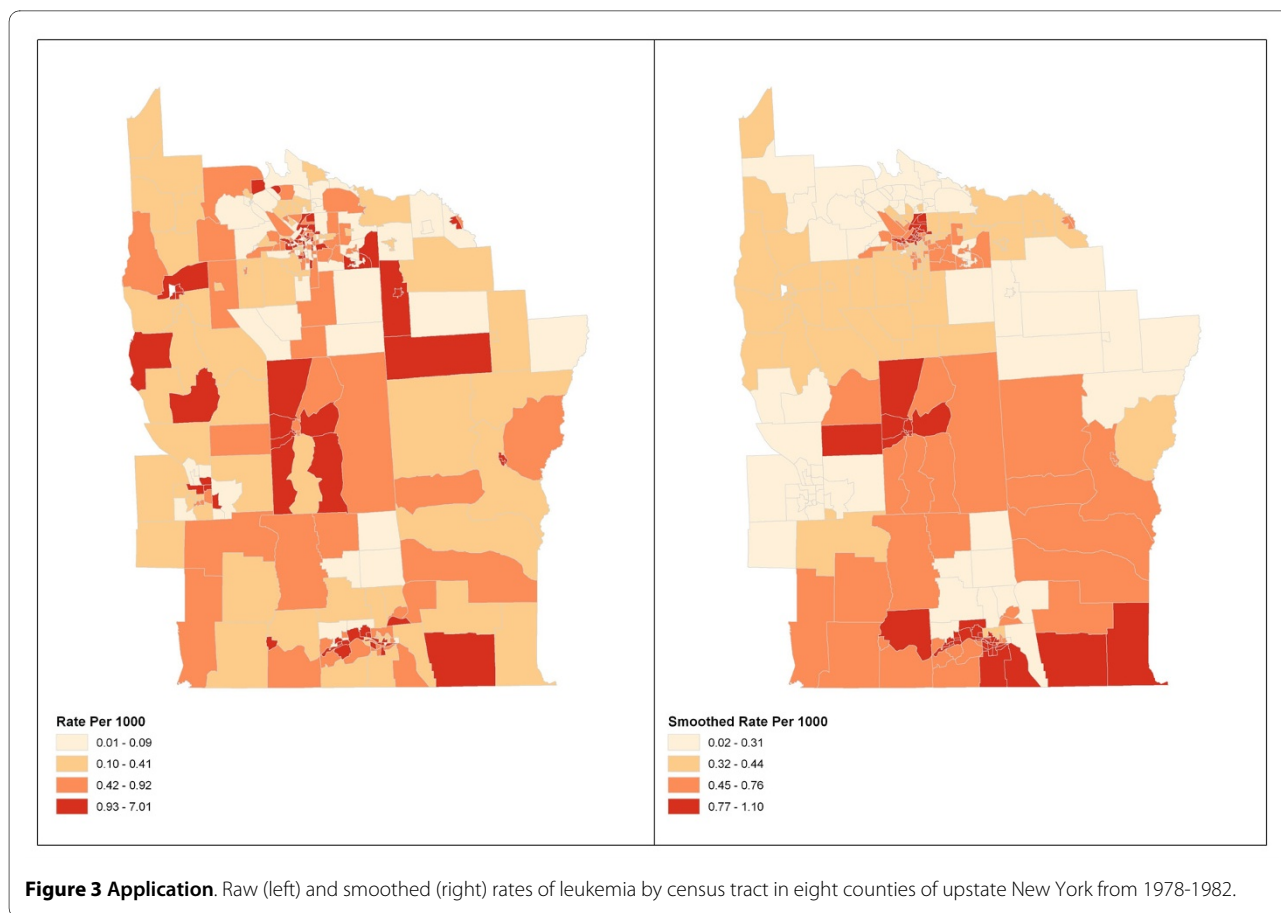 Rate Per 1000
0.01 - 0.09
0.10 - 0.41
0.42 - 0.92
0.93 - 7.01
Smoothed Rate Per 1000
0.02 - 0.31
0.32 - 0.44
0.45 - 0.76
0.77 - 1.10
Figure 3 Application. Raw (left) and smoothed (right) rates of leukemia by census tract in eight counties of upstate New York from 1978-1982.